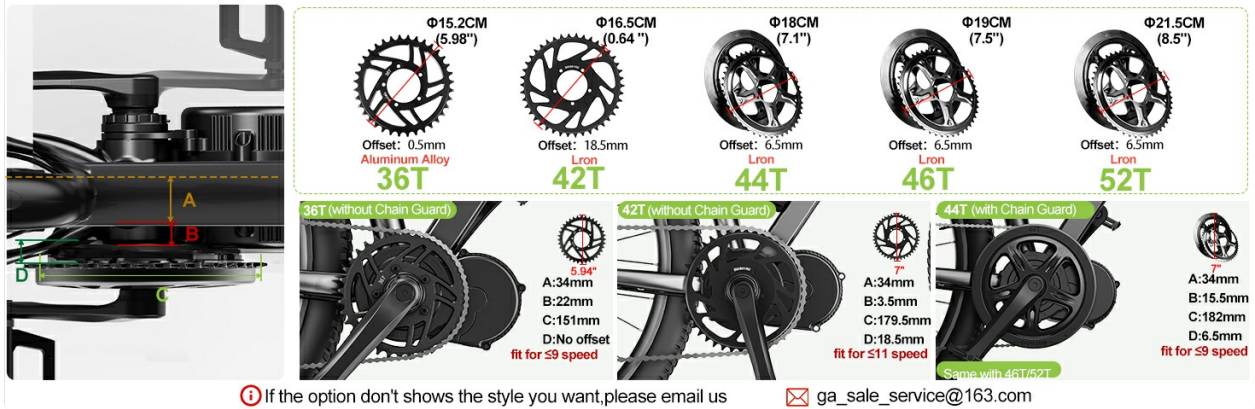 Φ15.2CM
(5.98")
Offset: 0.5mm
Aluminum Alloy
36T
Φ16.5CM
(0.64 ")
Offset: 18.5mm
Lron
42T
Φ18CM
(7.1")
Offset: 6.5mm
Lron
44T
Φ19CM
(7.5")
Offset: 6.5mm
Lron
46T
Φ21.5CM
(8.5")
Offset: 6.5mm
Lron
52T
A
B
D
C
36T (without Chain Guard)
5.94"
A:34mm
B:22mm
C:151mm
D:No offset
fit for ≤9 speed
42T (without Chain Guard)
7"
A:34mm
B:3.5mm
C:179.5mm
D:18.5mm
fit for ≤11 speed
44T (with Chain Guard)
7"
A:34mm
B:15.5mm
C:182mm
D:6.5mm
fit for ≤9 speed
Same with 46T/52T
If the option don't shows the style you want,please email us
ga_sale_service@163.com